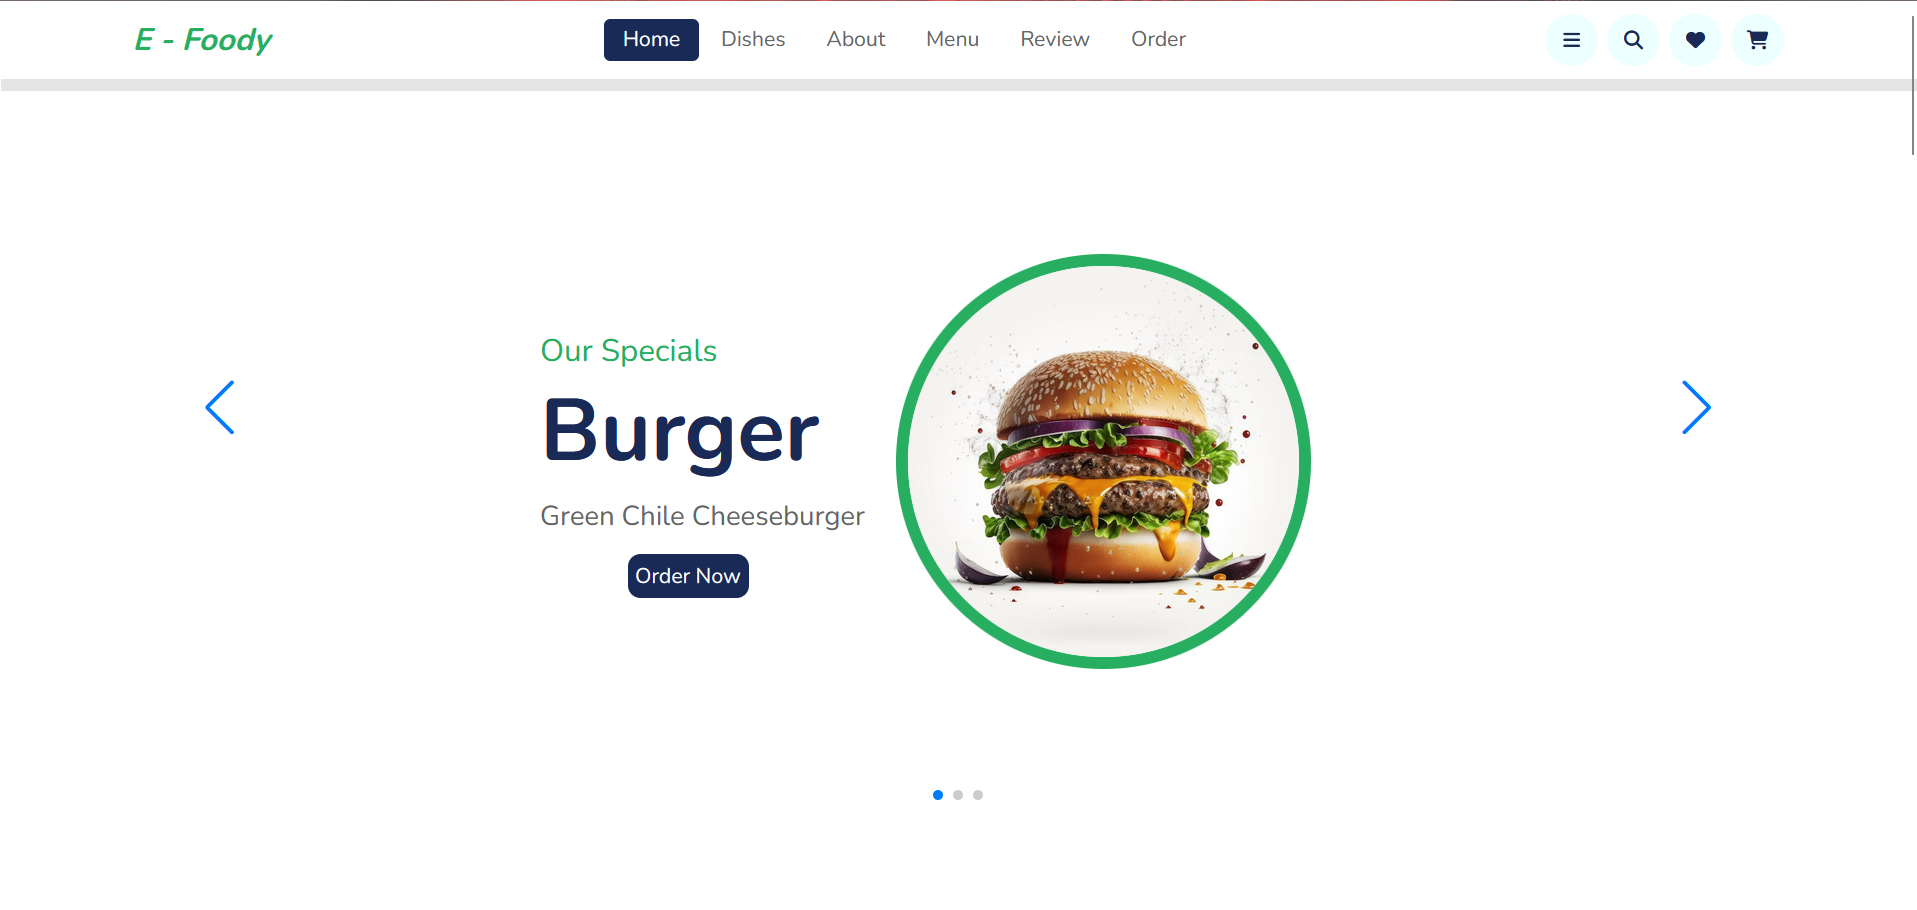 E - Foody
Home Dishes About Menu Review Order
Our Specials
Burger
Green Chile Cheeseburger
Order Now